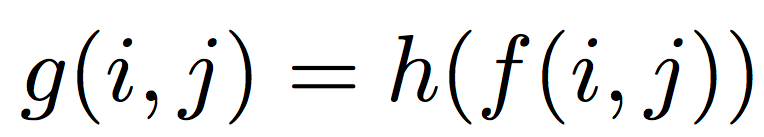 g(i, j) = h(f(i, j))